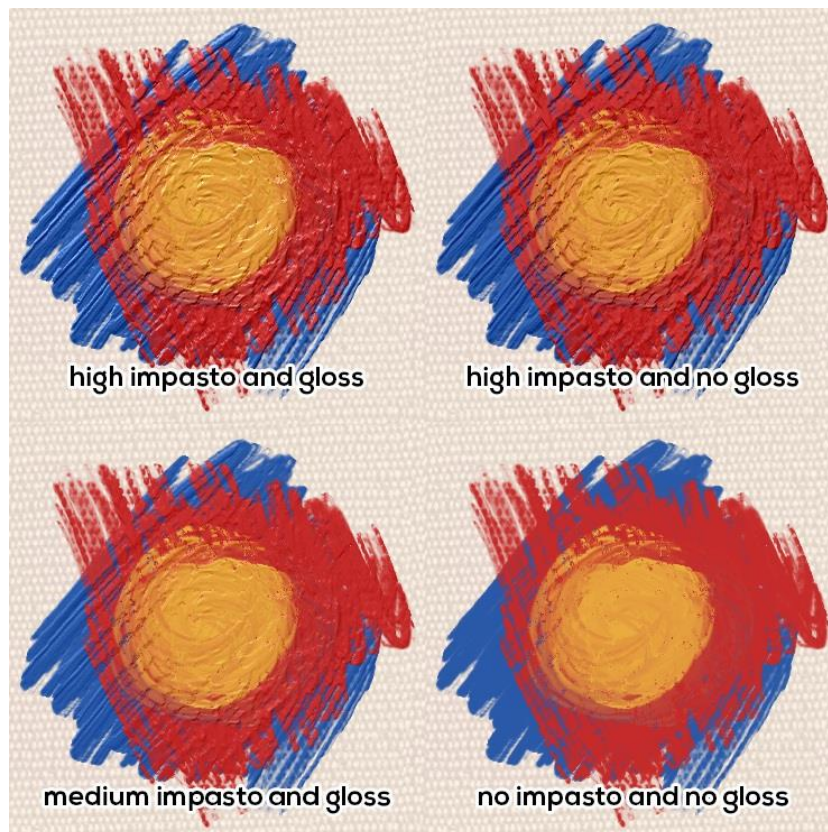 high impasto and gloss
high impasto and no gloss
medium impasto and gloss
no impasto and no gloss